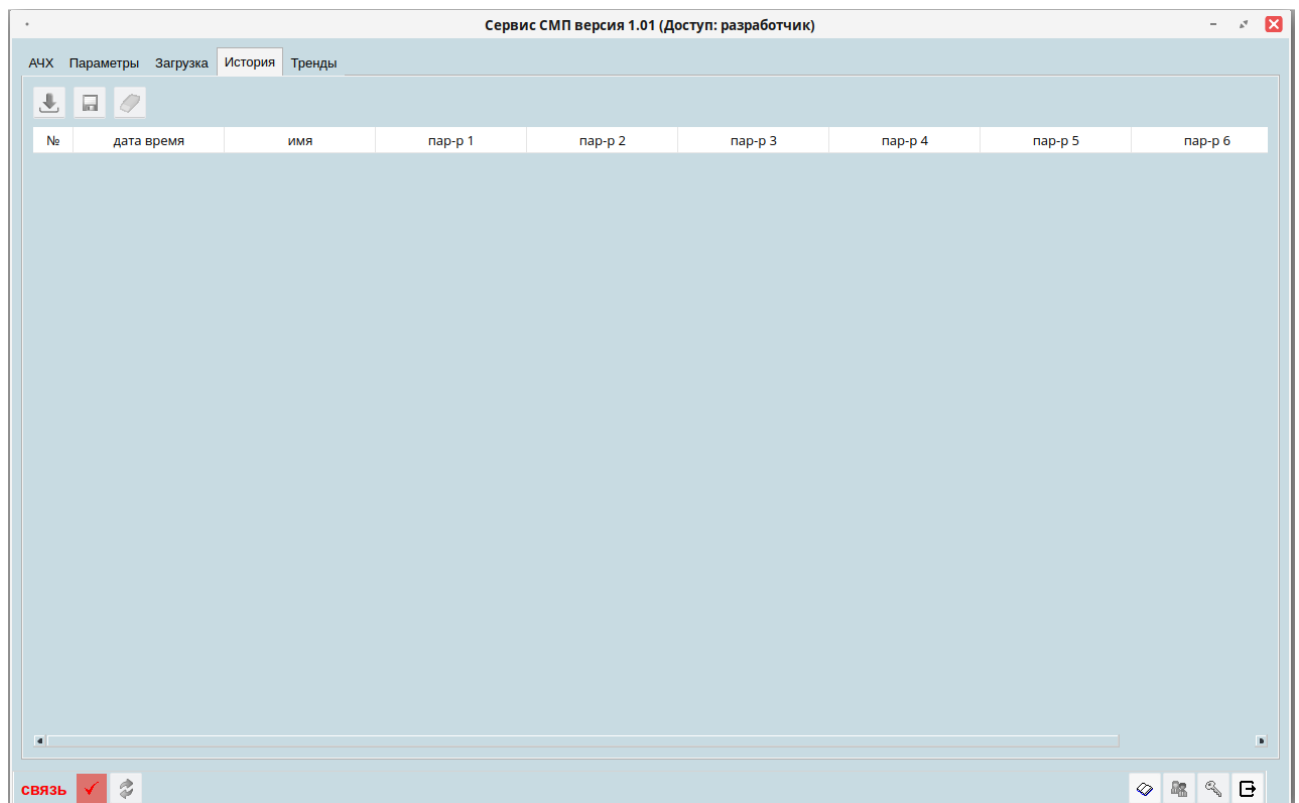 Сервис СМП версия 1.01 (Доступ: разработчик)
АЧХ Параметры Загрузка История Тренды
№ дата время имя пар-р 1 пар-р 2 пар-р 3 пар-р 4 пар-р 5 пар-р 6
связь